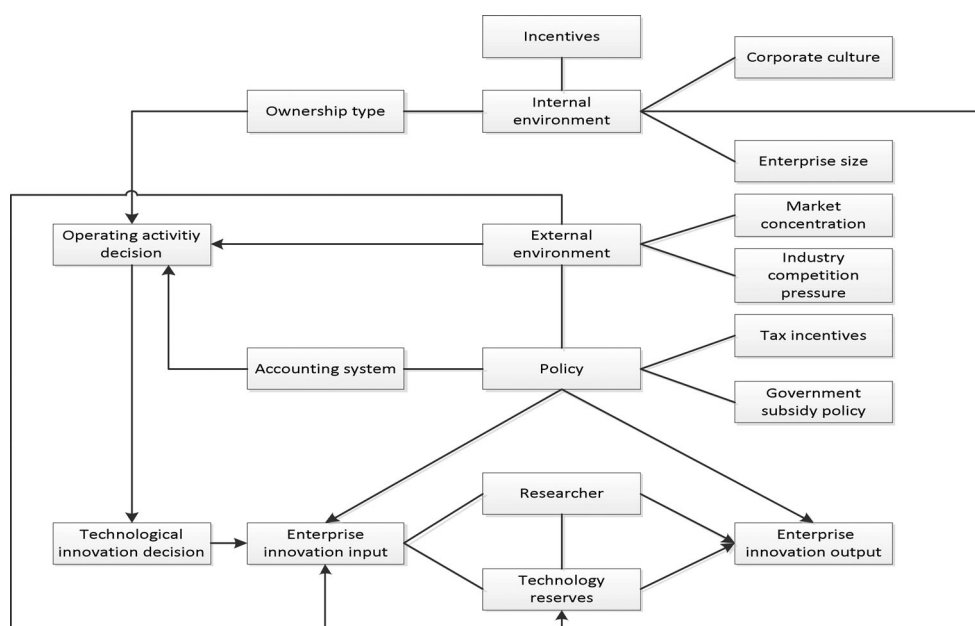 Incentives
Corporate culture
Ownership type
Internal
environment
Enterprise size
Market
concentration
Operating activitiy
decision
External
environment
Industry
competition
pressure
Tax incentives
Accounting system
Policy
Government
subsidy policy
Researcher
Technological
innovation decision
Enterprise
innovation input
Enterprise
innovation output
Technology
reserves